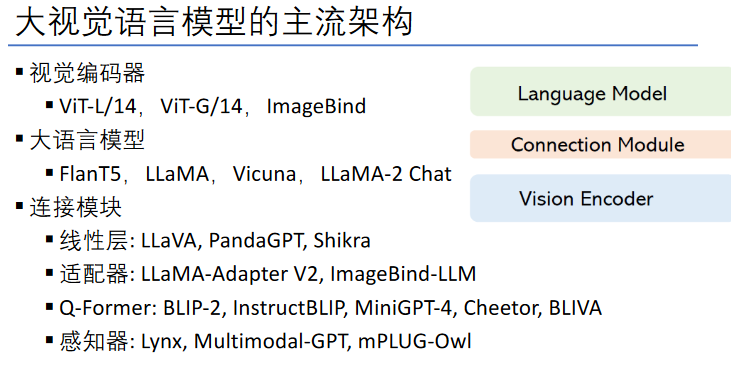 大视觉语言模型的主流架构
▪ 视觉编码器
▪ ViT-L/14， ViT-G/14， ImageBind
▪ 大语言模型
▪ FlanT5， LLaMA， Vicuna， LLaMA-2 Chat
▪ 连接模块
▪ 线性层: LLaVA, PandaGPT, Shikra
▪ 适配器: LLaMA-Adapter V2, ImageBind-LLM
▪ Q-Former: BLIP-2, InstructBLIP, MiniGPT-4, Cheetor, BLIVA
▪ 感知器: Lynx, Multimodal-GPT, mPLUG-Owl
Language Model
Connection Module
Vision Encoder